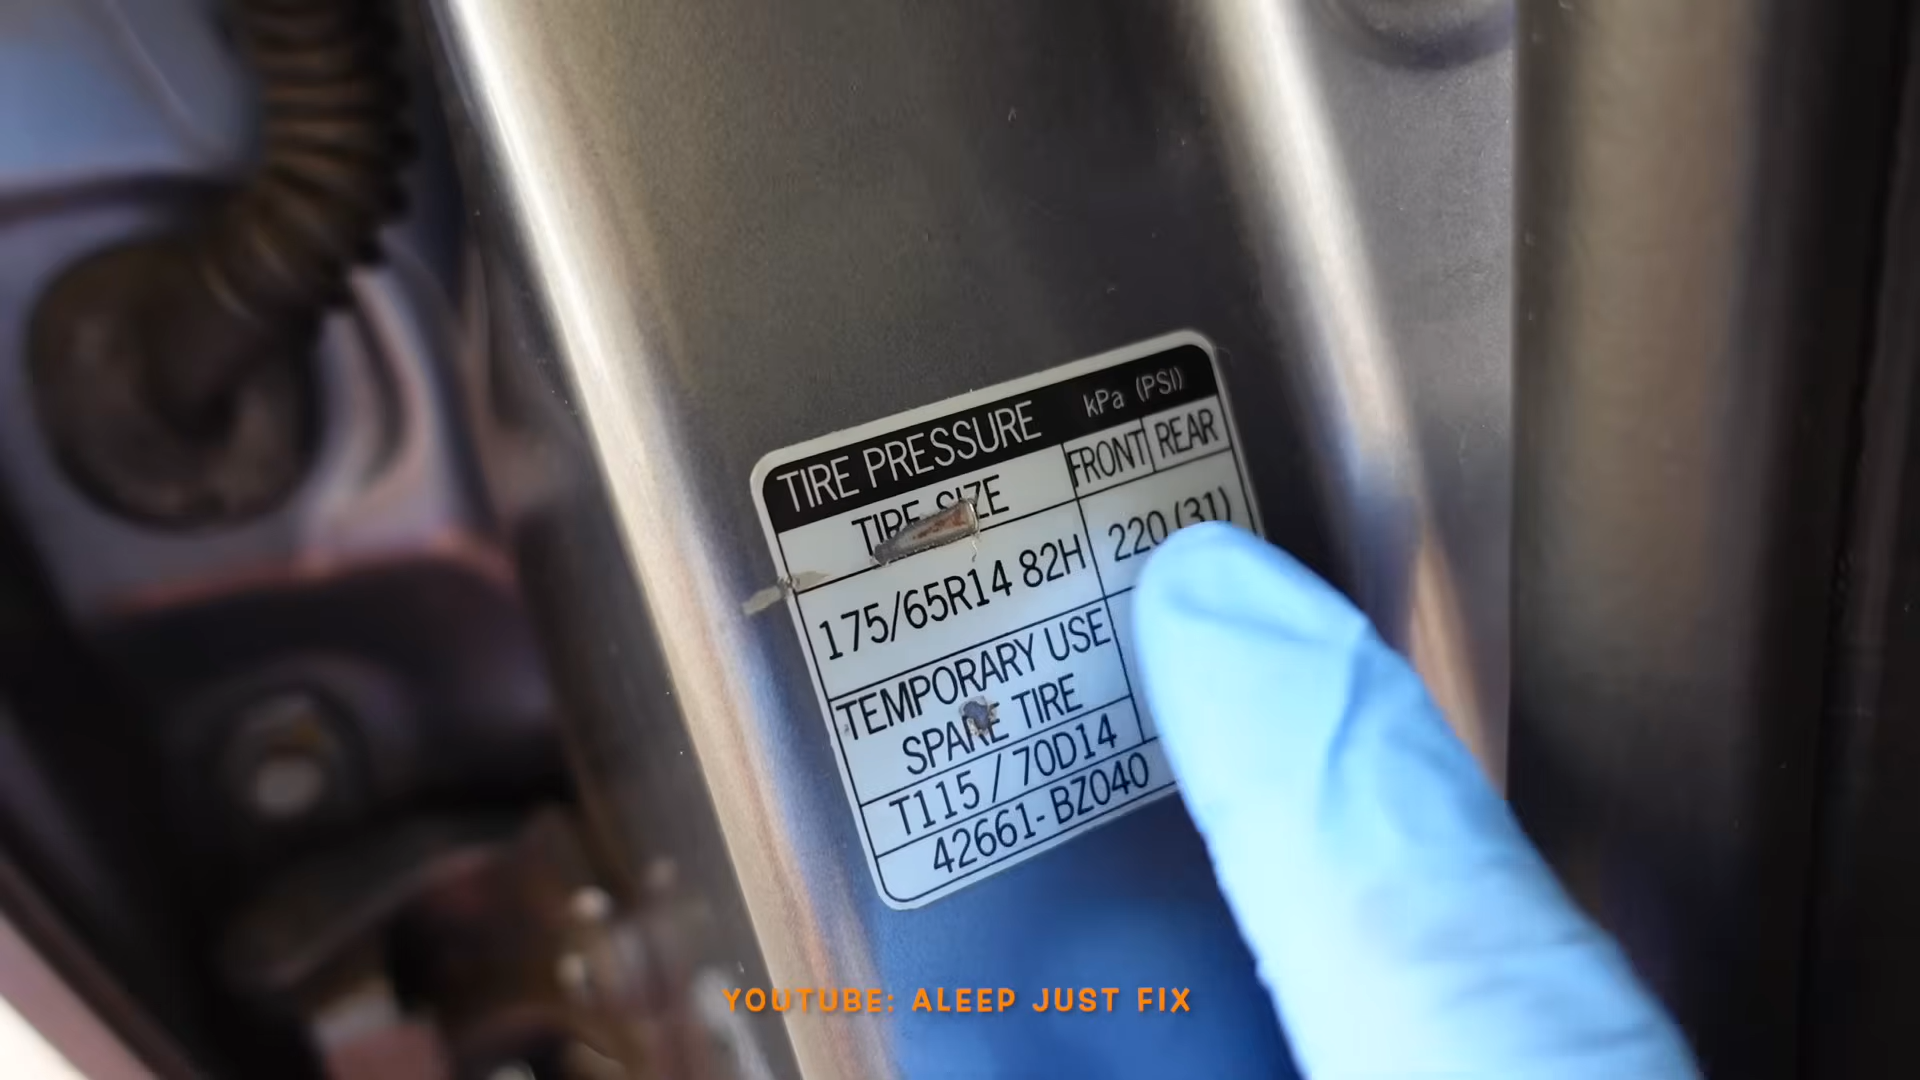 TIRE PRESSURE kPa (PSI)
TIRE SIZE FRONT REAR
175/65R14 82H 220 (31)
TEMPORARY USE
SPARE TIRE
T115 / 70D14
42661-BZ040
YOUTUBE: ALEEP JUST FIX